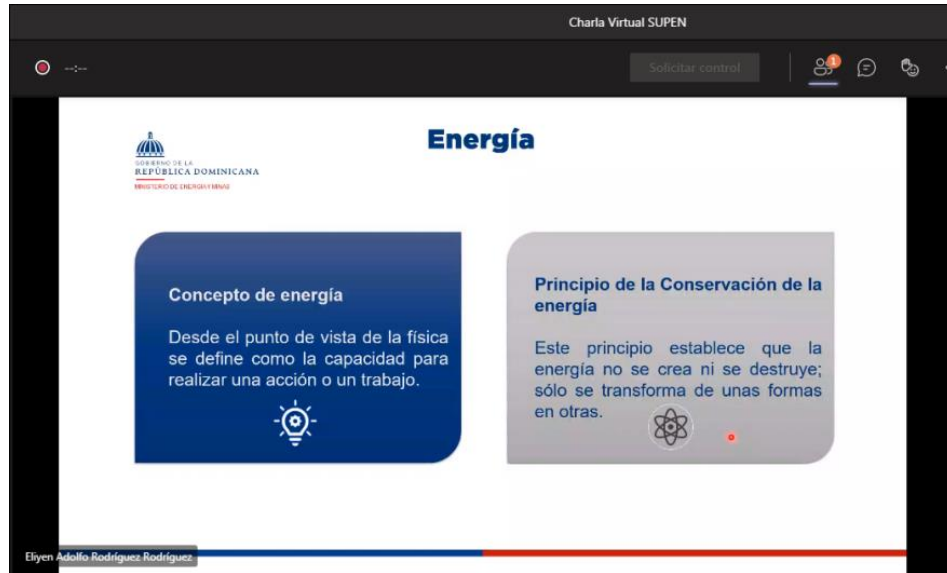 Charla Virtual SUPEN
--:--
Solicitar control
1
Energía
GOBIERNO DE LA
REPÚBLICA DOMINICANA
MINISTERIO DE ENERGÍA Y MINAS
Concepto de energía
Desde el punto de vista de la física
se define como la capacidad para
realizar una acción o un trabajo.
Principio de la Conservación de la
energía
Este principio establece que la
energía no se crea ni se destruye;
sólo se transforma de unas formas
en otras.
Eliyen Adolfo Rodríguez Rodríguez